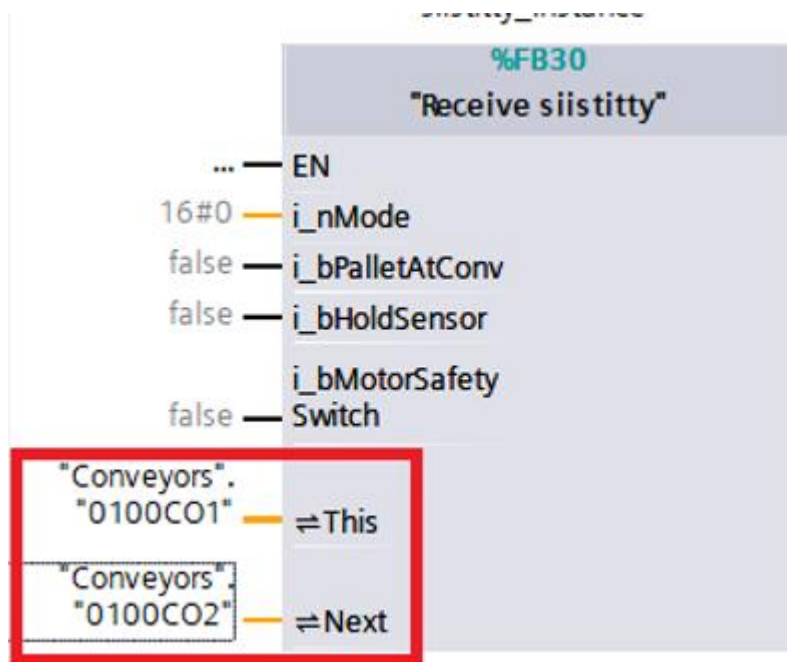 %FB30
"Receive siistitty"
... EN
16#0 i_nMode
false i_bPalletAtConv
false i_bHoldSensor
i_bMotorSafety
false Switch
"Conveyors".
"0100CO1" ⇌This
"Conveyors".
"0100CO2" ⇌Next